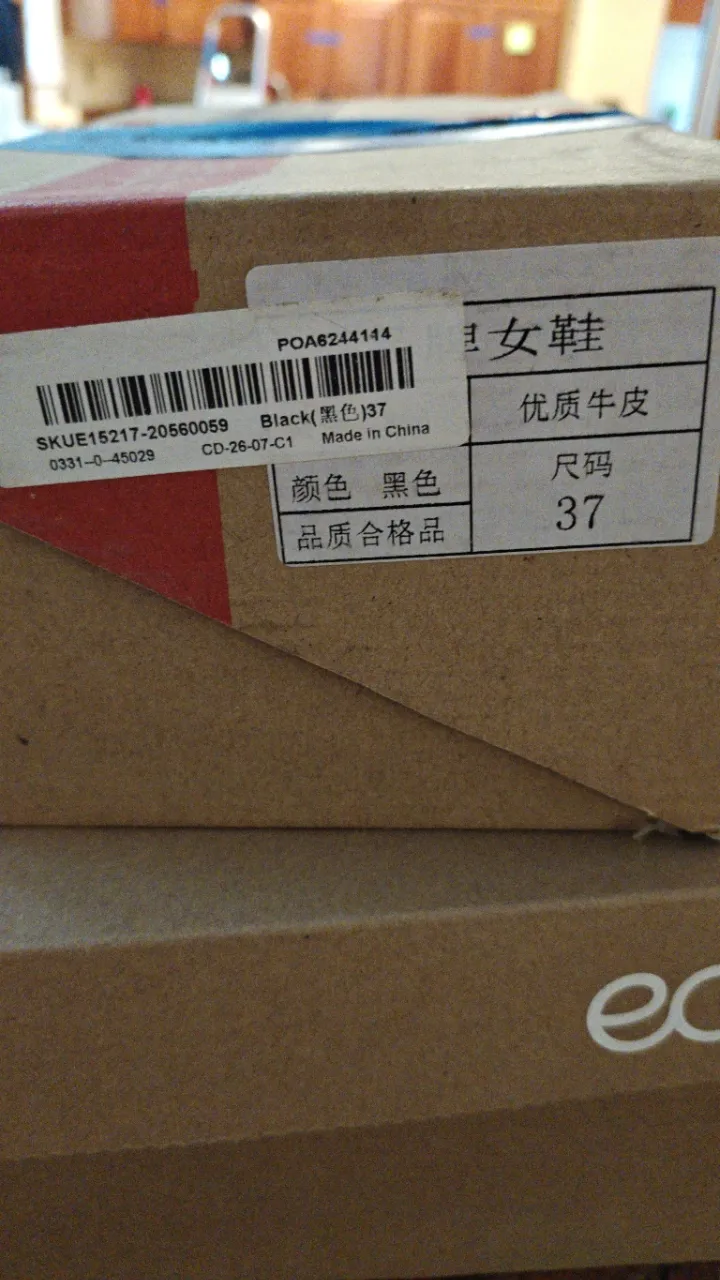 POA6244144
SKUE15217-20560059 Black(黑色)37
0331--0--45029 CD-26-07-C1 Made in China
女鞋
优质牛皮
颜色 黑色
尺码
37
品质合格品